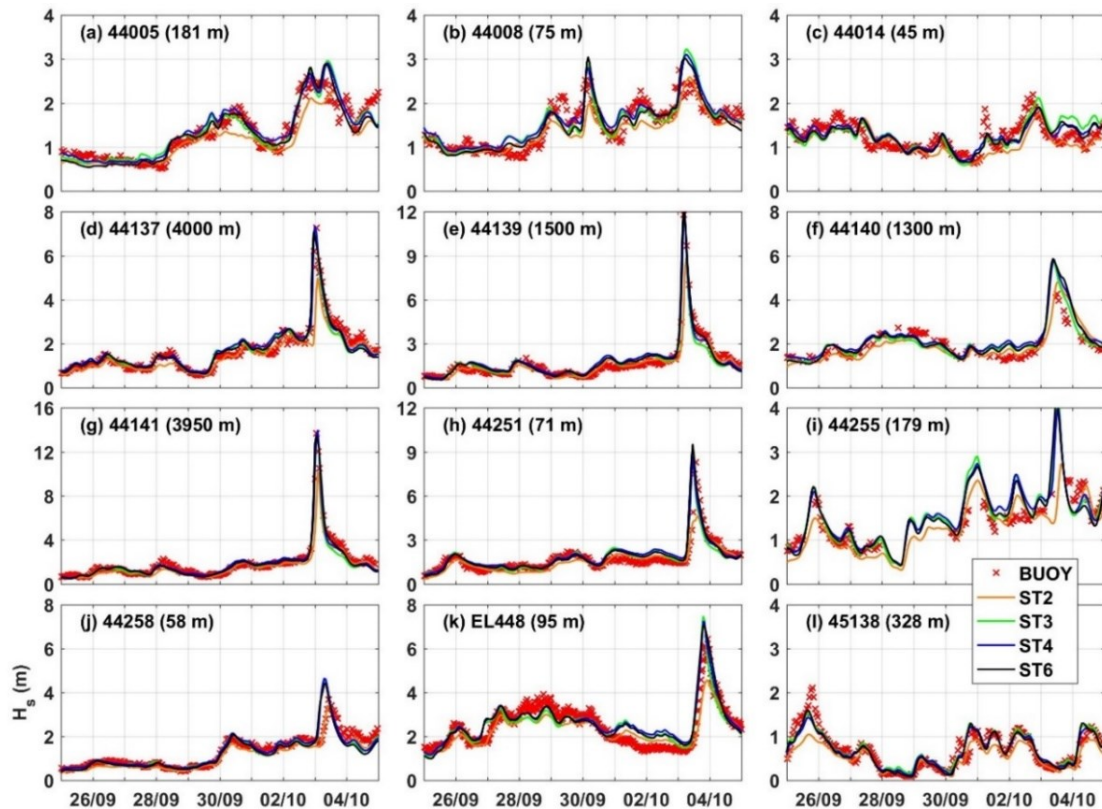 (a) 44005 (181 m)
(b) 44008 (75 m)
(c) 44014 (45 m)
4
3
2
1
0
4
3
2
1
0
4
3
2
1
0
(d) 44137 (4000 m)
(e) 44139 (1500 m)
(f) 44140 (1300 m)
8
6
4
2
0
12
9
6
3
0
8
6
4
2
0
(g) 44141 (3950 m)
(h) 44251 (71 m)
(i) 44255 (179 m)
16
12
8
4
0
12
9
6
3
0
4
3
2
1
0
BUOY
ST2
ST3
ST4
ST6
(j) 44258 (58 m)
(k) EL448 (95 m)
(l) 45138 (328 m)
8
6
4
2
0
8
6
4
2
0
4
3
2
1
0
H_s (m)
26/09 28/09 30/09 02/10 04/10
26/09 28/09 30/09 02/10 04/10
26/09 28/09 30/09 02/10 04/10